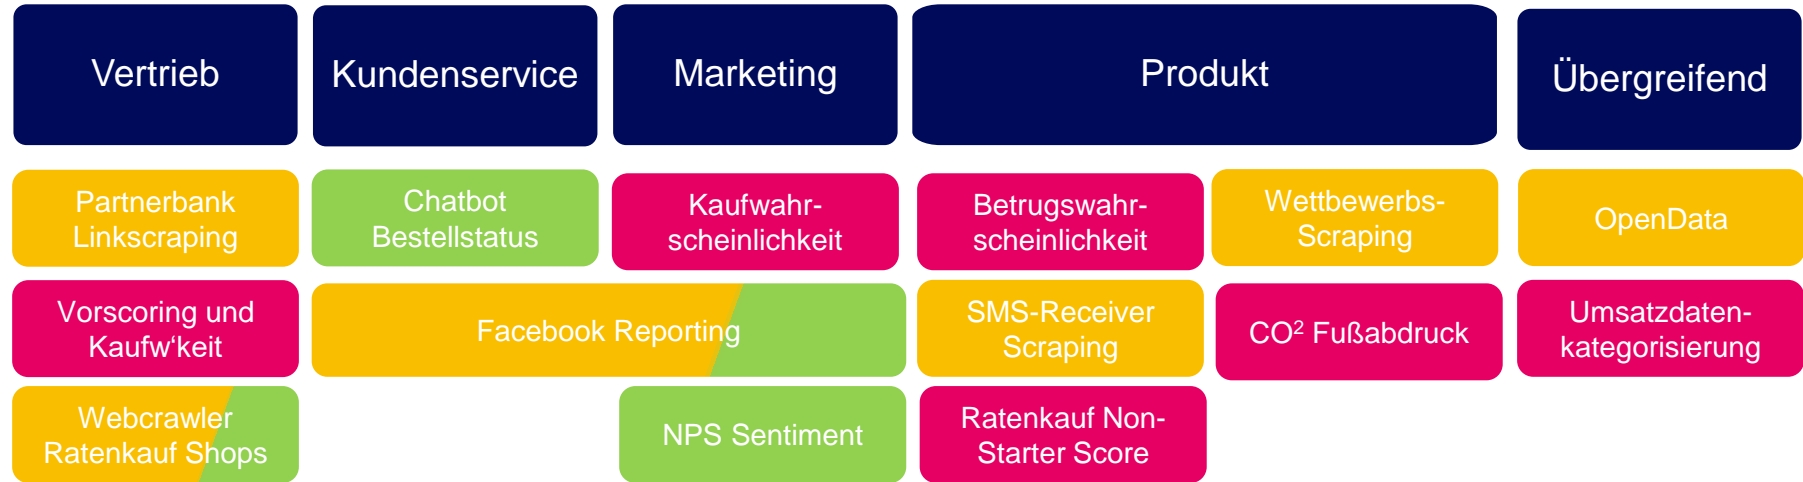 Vertrieb
Kundenservice
Marketing
Produkt
Übergreifend
Partnerbank
Linkscraping
Chatbot
Bestellstatus
Kaufwahr-
scheinlichkeit
Betrugswahr-
scheinlichkeit
Wettbewerbs-
Scraping
OpenData
Vorscoring und
Kaufw‘keit
Facebook Reporting
SMS-Receiver
Scraping
CO² Fußabdruck
Umsatzdaten-
kategorisierung
Webcrawler
Ratenkauf Shops
NPS Sentiment
Ratenkauf Non-
Starter Score